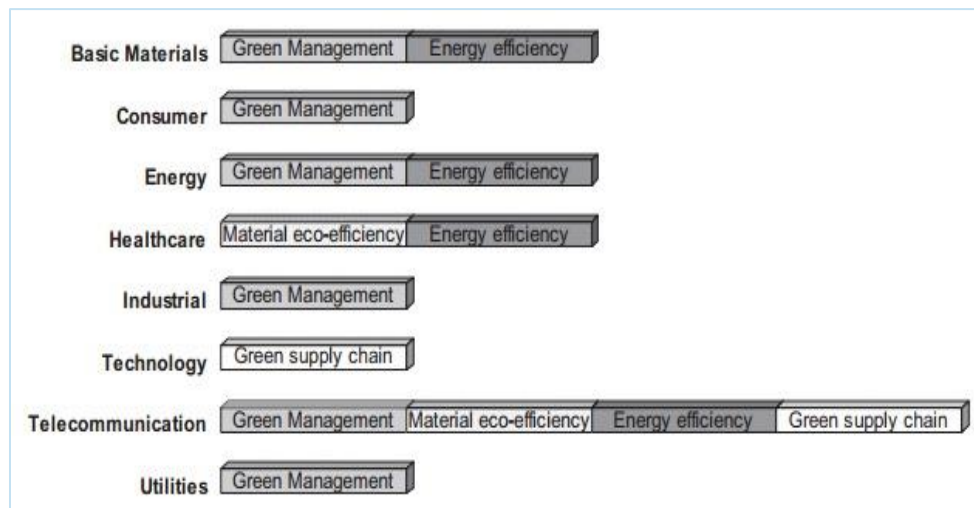 Basic Materials Green Management Energy efficiency
Consumer Green Management
Energy Green Management Energy efficiency
Healthcare Material eco-efficiency Energy efficiency
Industrial Green Management
Technology Green supply chain
Telecommunication Green Management Material eco-efficiency Energy efficiency Green supply chain
Utilities Green Management